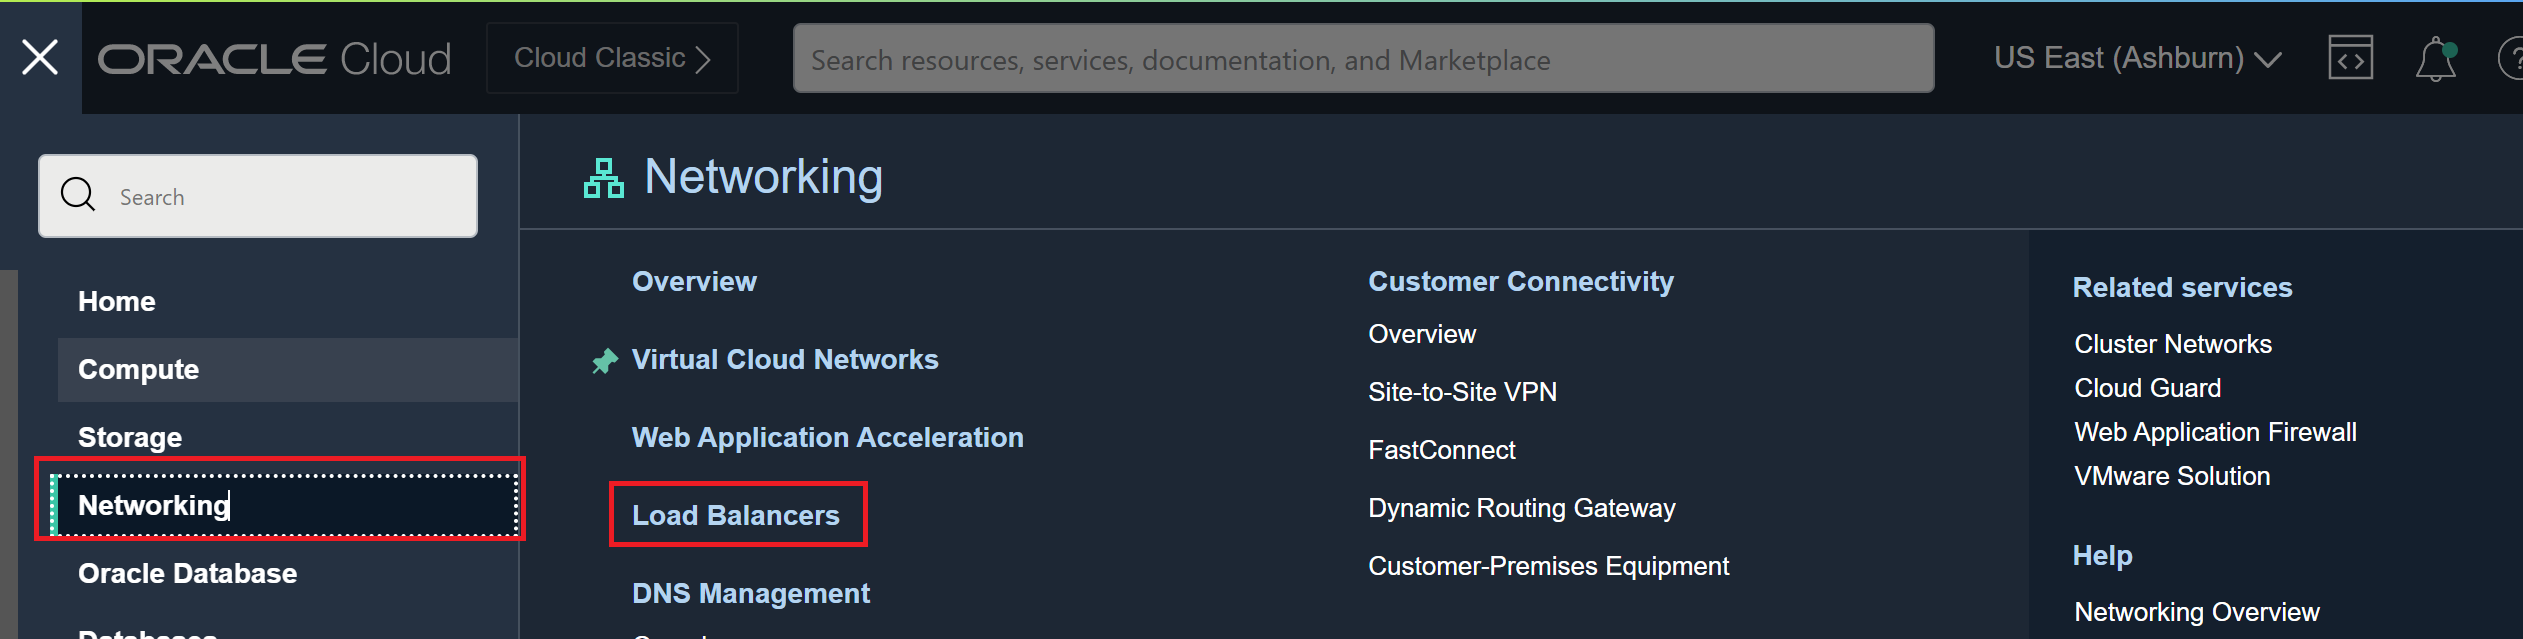 ORACLE Cloud
Cloud Classic
Search resources, services, documentation, and Marketplace
US East (Ashburn)
?
Search
Home
Compute
Storage
Networking
Oracle Database
Databases
Networking
Overview
Virtual Cloud Networks
Web Application Acceleration
Load Balancers
DNS Management
Customer Connectivity
Overview
Site-to-Site VPN
FastConnect
Dynamic Routing Gateway
Customer-Premises Equipment
Related services
Cluster Networks
Cloud Guard
Web Application Firewall
VMware Solution
Help
Networking Overview